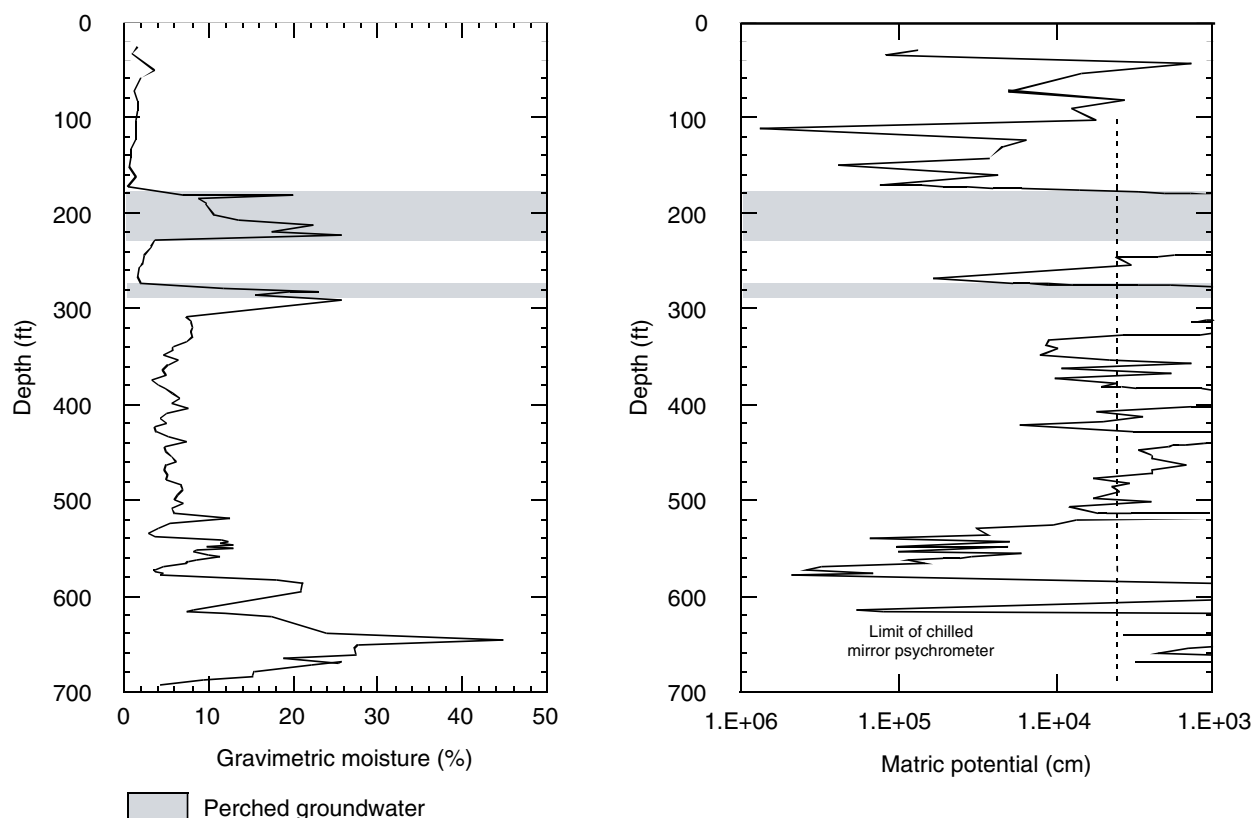 0
100
200
300
400
500
600
700
Depth (ft)
0 10 20 30 40 50
Gravimetric moisture (%)
Perched groundwater
0
100
200
300
400
500
600
700
Depth (ft)
Limit of chilled
mirror psychrometer
1.E+06 1.E+05 1.E+04 1.E+03
Matric potential (cm)